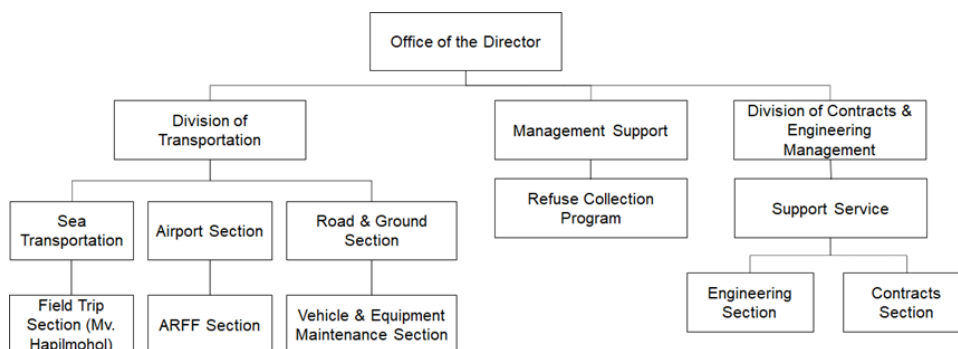 Office of the Director
Division of
Transportation
Management Support
Division of Contracts &
Engineering
Management
Sea
Transportation
Airport Section
Road & Ground
Section
Refuse Collection
Program
Support Service
Field Trip
Section (Mv.
Hapilmohol)
ARFF Section
Vehicle & Equipment
Maintenance Section
Engineering
Section
Contracts
Section